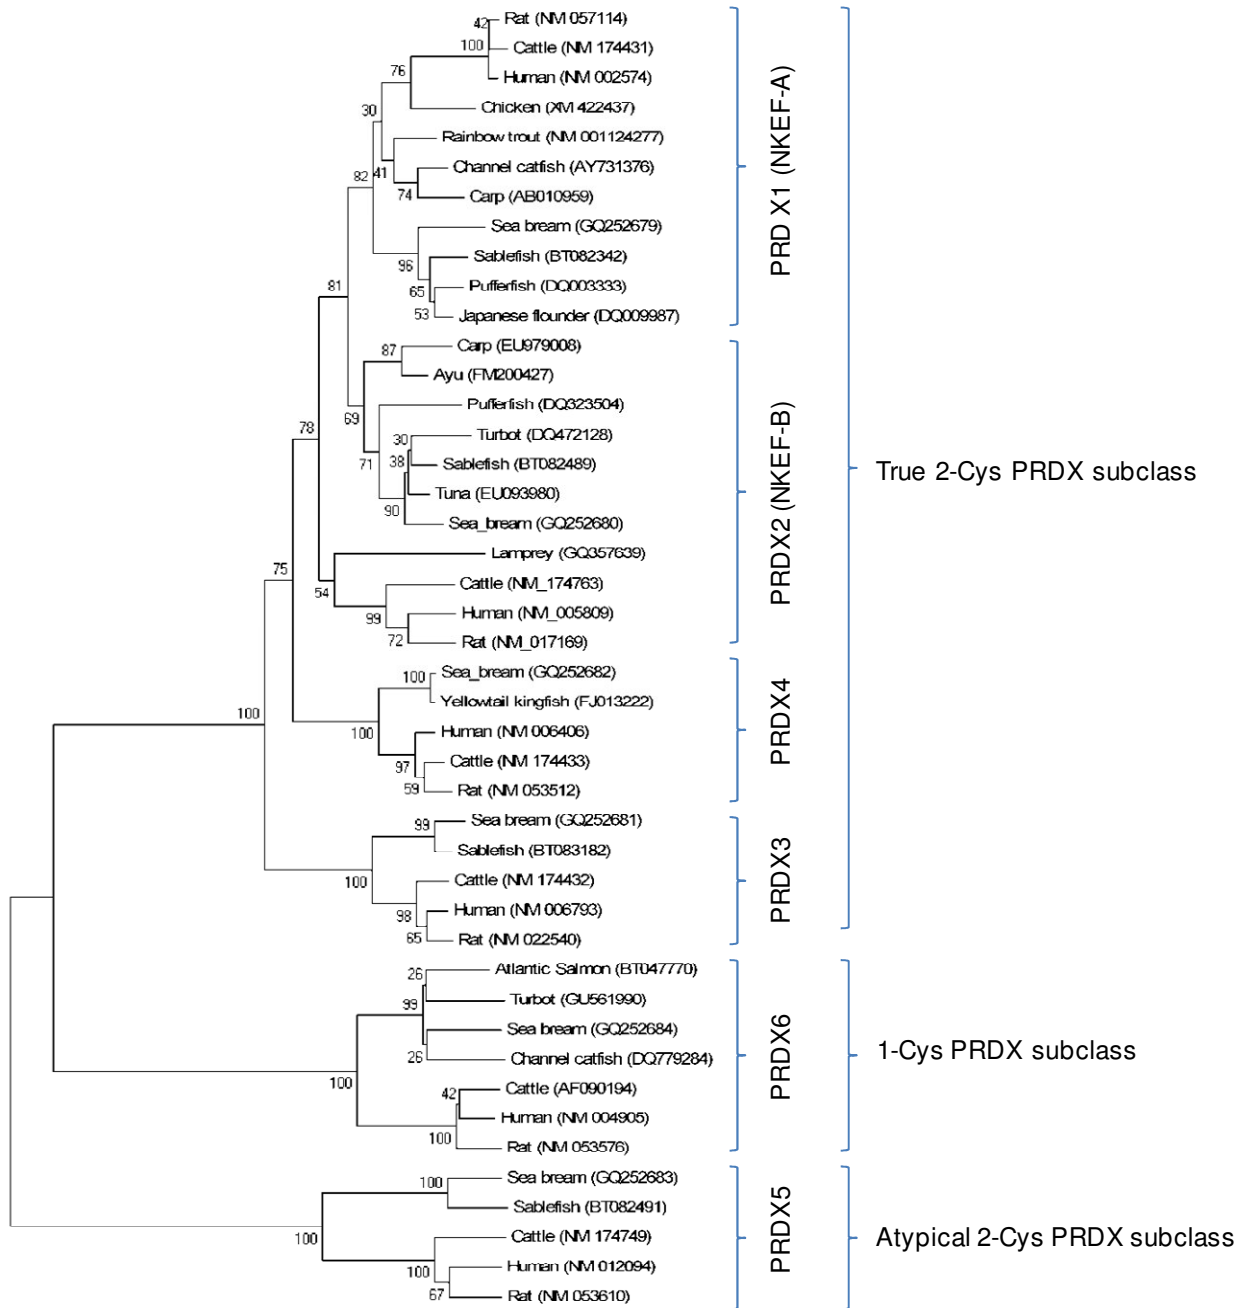 42
Rat (NM 057114)
100
Cattle (NM 174431)
Human (NM 002574)
76
Chicken (XM 422437)
30
Rainbow trout (NM 001124277)
Channel catfish (AY731376)
82
41
74
Carp (AB010959)
Sea bream (GQ252679)
96
Sablefish (BT082342)
65
Pufferfish (DQ003333)
53
Japanese flounder (DQ009987)
PRD X1 (NKEF-A)
81
87
Carp (EU979008)
Ayu (FM200427)
69
Pufferfish (DQ323504)
78
30
Turbot (DQ472128)
71
38
Sablefish (BT082489)
Tuna (EU093980)
90
Sea_bream (GQ252680)
Lamprey (GQ357639)
75
54
Cattle (NM_174763)
99
Human (NM_005809)
72
Rat (NM_017169)
PRDX2 (NKEF-B)
True 2-Cys PRDX subclass
100
Sea_bream (GQ252682)
Yellowtail kingfish (FJ013222)
100
100
Human (NM 006406)
97
Cattle (NM 174433)
59
Rat (NM 053512)
PRDX4
99
Sea bream (GQ252681)
Sablefish (BT083182)
100
Cattle (NM 174432)
98
Human (NM 006793)
65
Rat (NM 022540)
PRDX3
26
Atlantic Salmon (BT047770)
99
Turbot (GU561990)
Sea bream (GQ252684)
26
Channel catfish (DQ779284)
100
42
Cattle (AF090194)
Human (NM 004905)
100
Rat (NM 053576)
PRDX6
1-Cys PRDX subclass
100
Sea bream (GQ252683)
Sablefish (BT082491)
100
Cattle (NM 174749)
100
Human (NM 012094)
67
Rat (NM 053610)
PRDX5
Atypical 2-Cys PRDX subclass